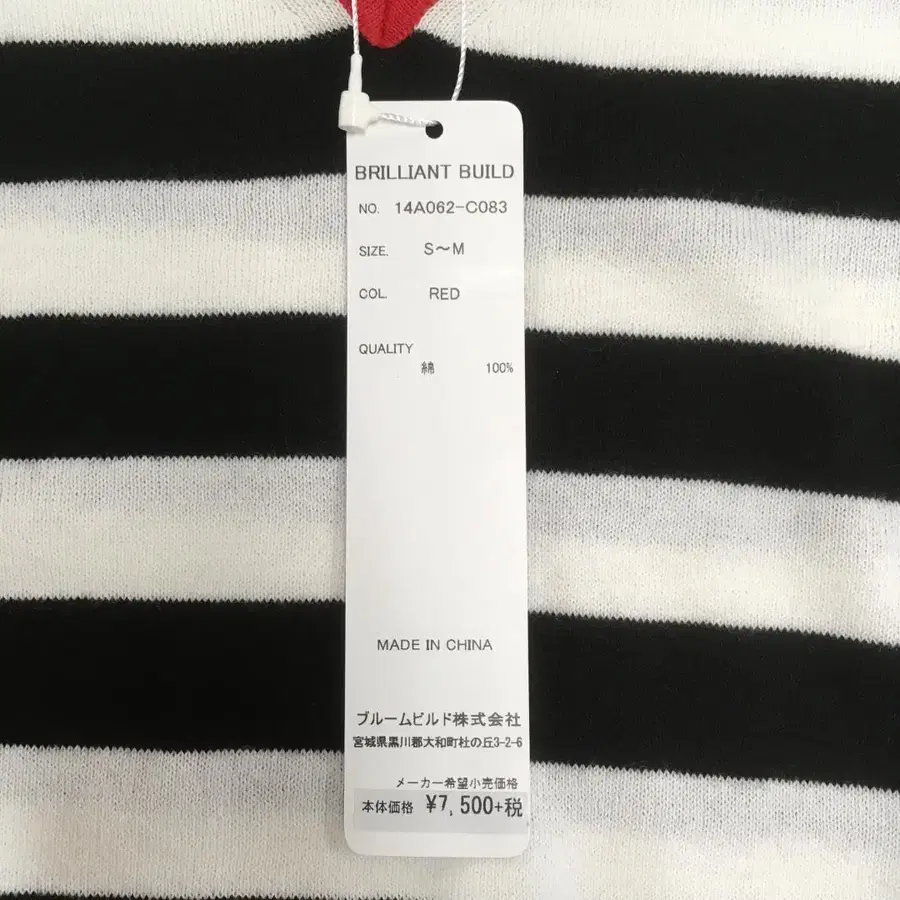 BRILLIANT BUILD
NO. 14A062-C083
SIZE. S〜M
COL. RED
QUALITY
綿 100%
MADE IN CHINA
ブルームビルド株式会社
宮城県黒川郡大和町杜の丘3-2-6
メーカー希望小売価格
本体価格 ¥7,500+税